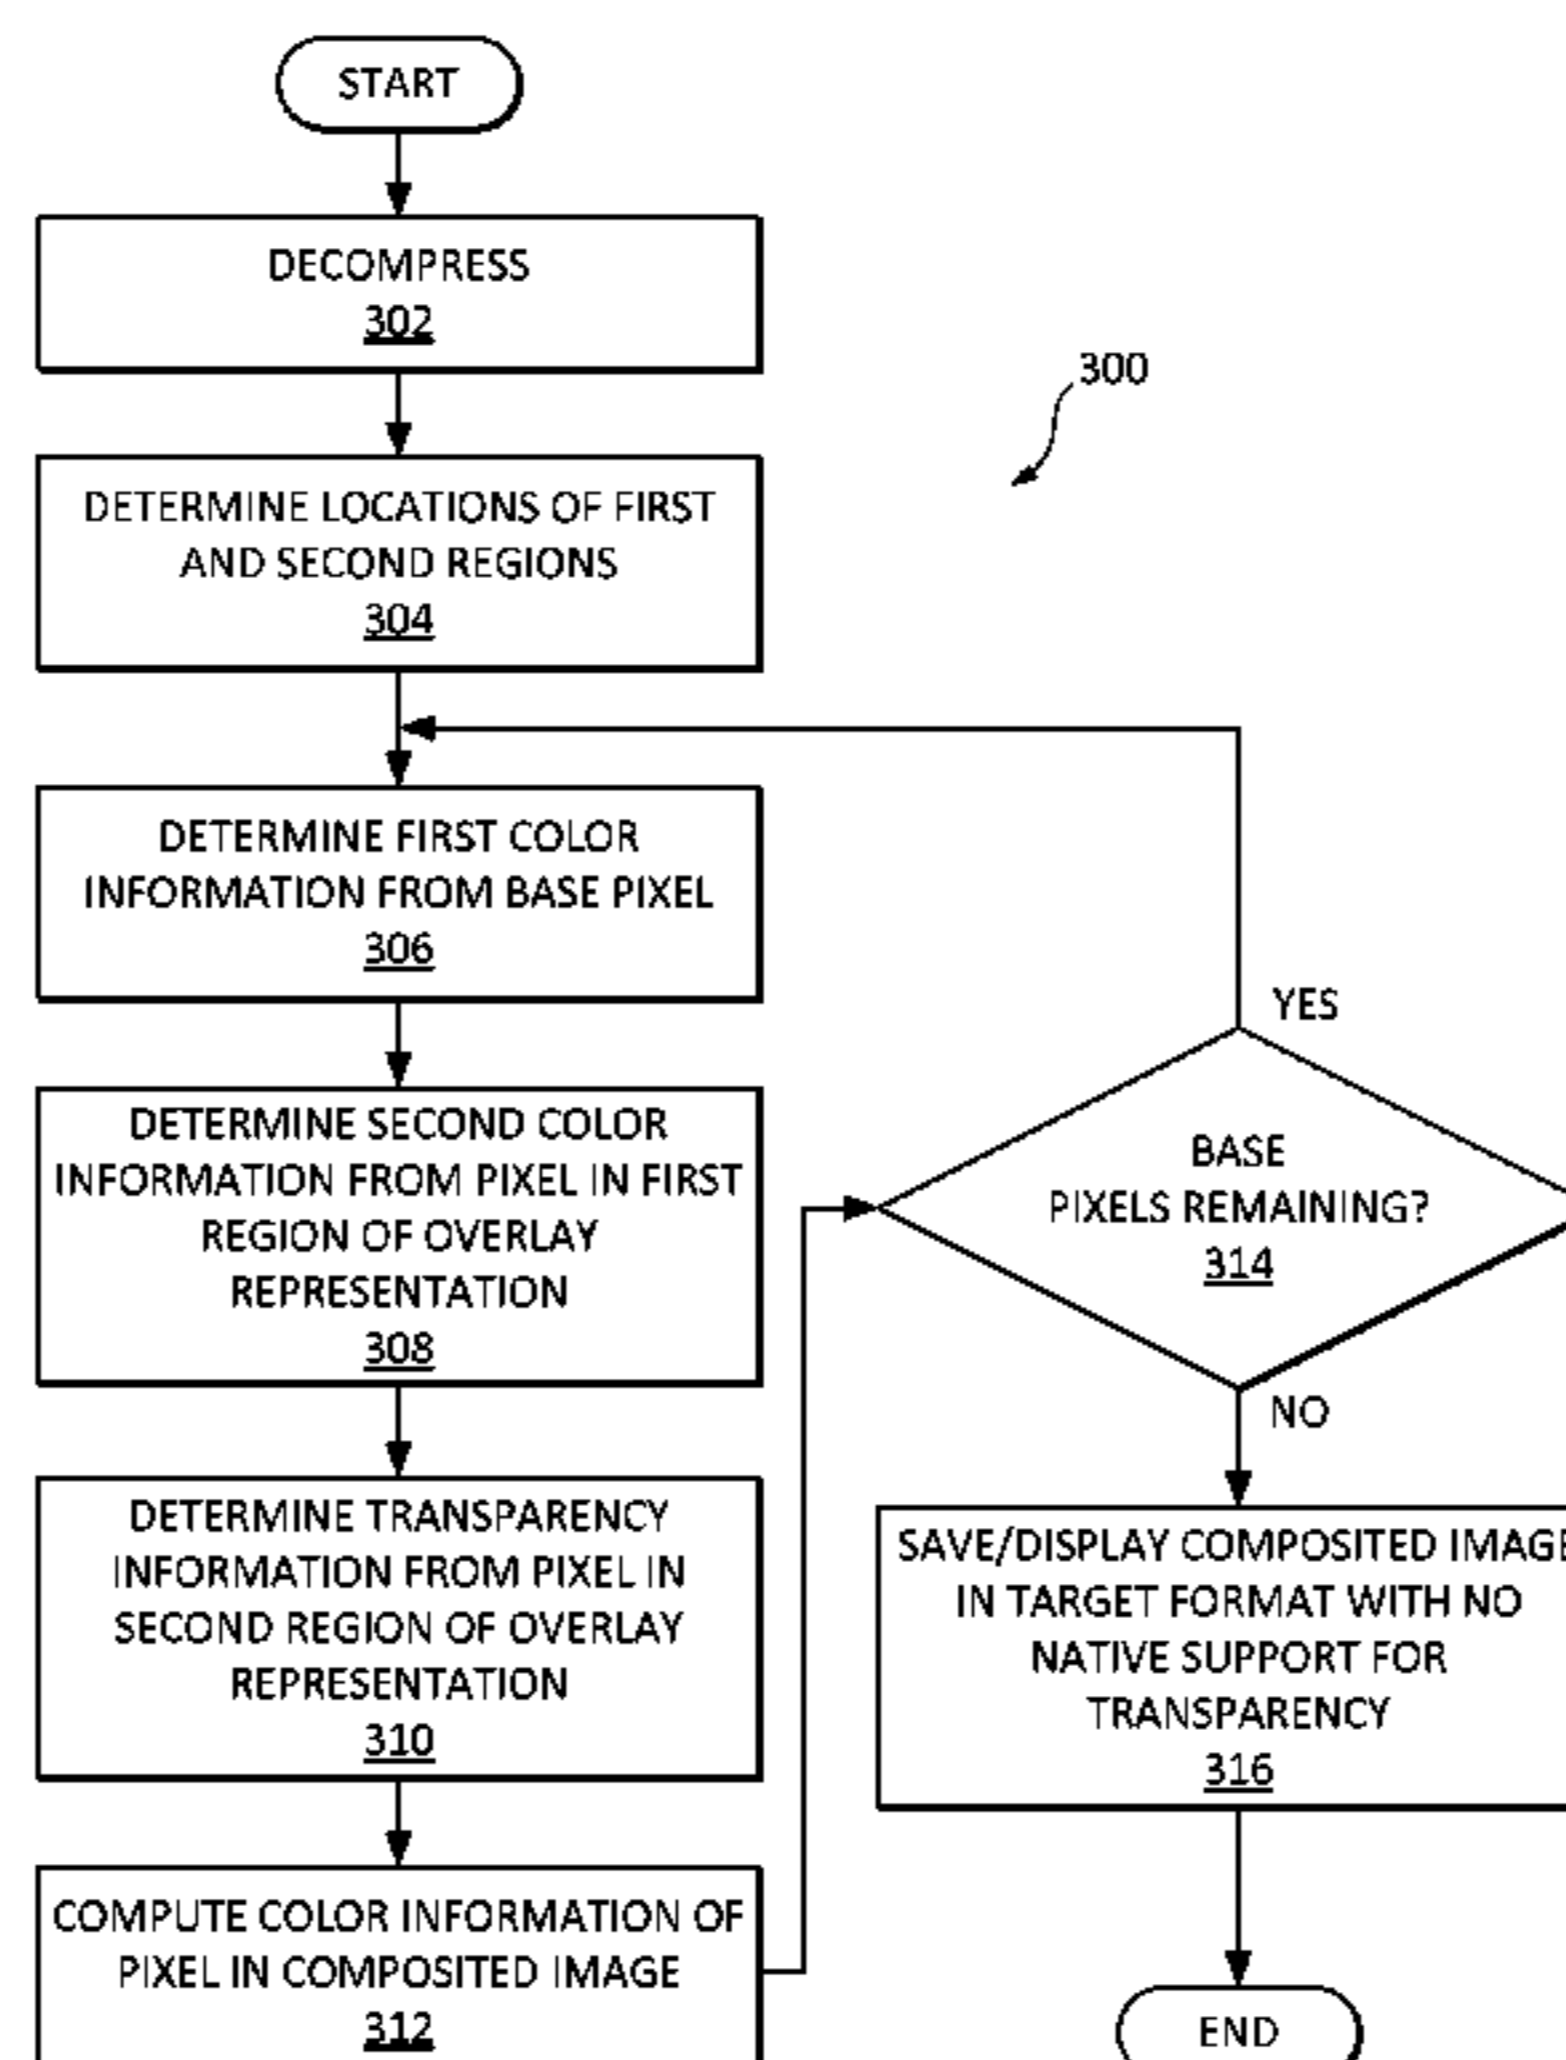 START
DECOMPRESS
302
300
DETERMINE LOCATIONS OF FIRST
AND SECOND REGIONS
304
DETERMINE FIRST COLOR
INFORMATION FROM BASE PIXEL
306
DETERMINE SECOND COLOR
INFORMATION FROM PIXEL IN FIRST
REGION OF OVERLAY
REPRESENTATION
308
DETERMINE TRANSPARENCY
INFORMATION FROM PIXEL IN
SECOND REGION OF OVERLAY
REPRESENTATION
310
COMPUTE COLOR INFORMATION OF
PIXEL IN COMPOSITED IMAGE
312
YES
BASE
PIXELS REMAINING?
314
NO
SAVE/DISPLAY COMPOSITED IMAGE
IN TARGET FORMAT WITH NO
NATIVE SUPPORT FOR
TRANSPARENCY
316
END